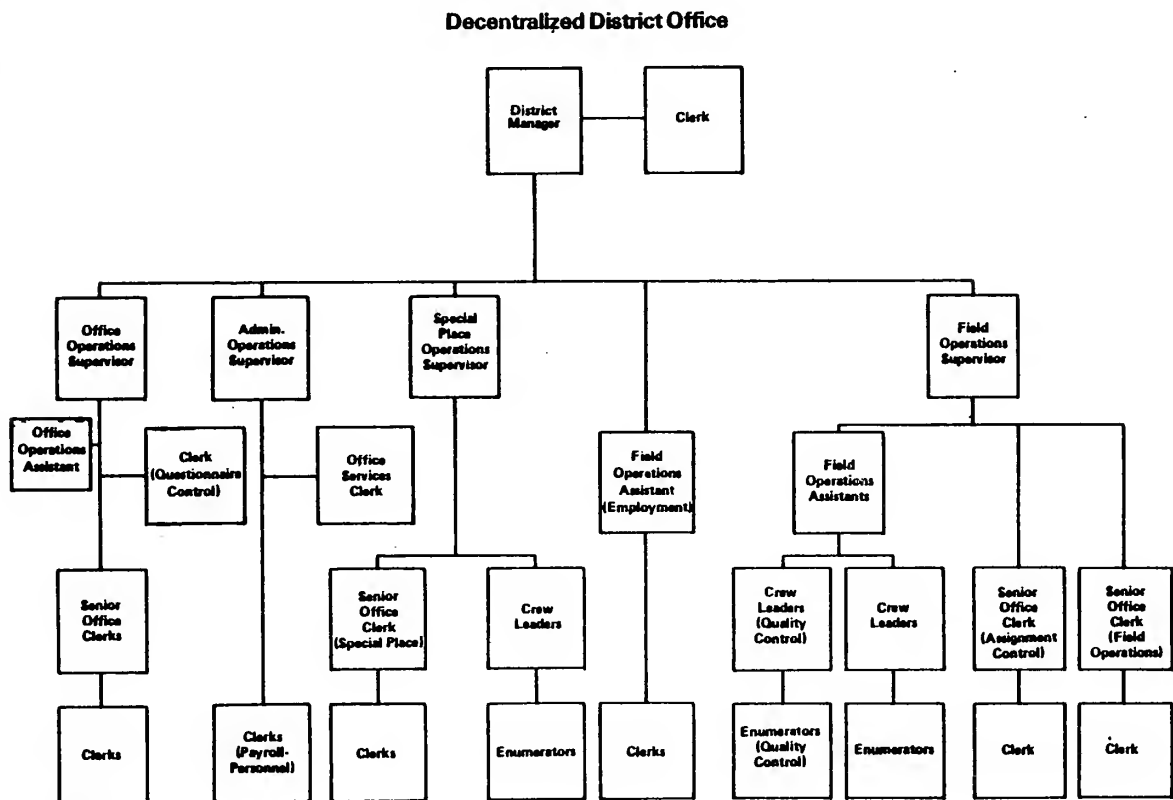 Decentralized District Office
District
Manager
Clerk
Office
Operations
Supervisor
Admin.
Operations
Supervisor
Special
Place
Operations
Supervisor
Field
Operations
Supervisor
Office
Operations
Assistant
Clerk
(Questionnaire
Control)
Office
Services
Clerk
Field
Operations
Assistant
(Employment)
Field
Operations
Assistants
Senior
Office
Clerks
Senior
Office
Clerk
(Special Place)
Crew
Leaders
Crew
Leaders
(Quality
Control)
Crew
Leaders
Senior
Office
Clerk
(Assignment
Control)
Senior
Office
Clerk
(Field
Operations)
Clerks
Clerks
(Payroll-
Personnel)
Clerks
Enumerators
Clerks
Enumerators
(Quality
Control)
Enumerators
Clerk
Clerk